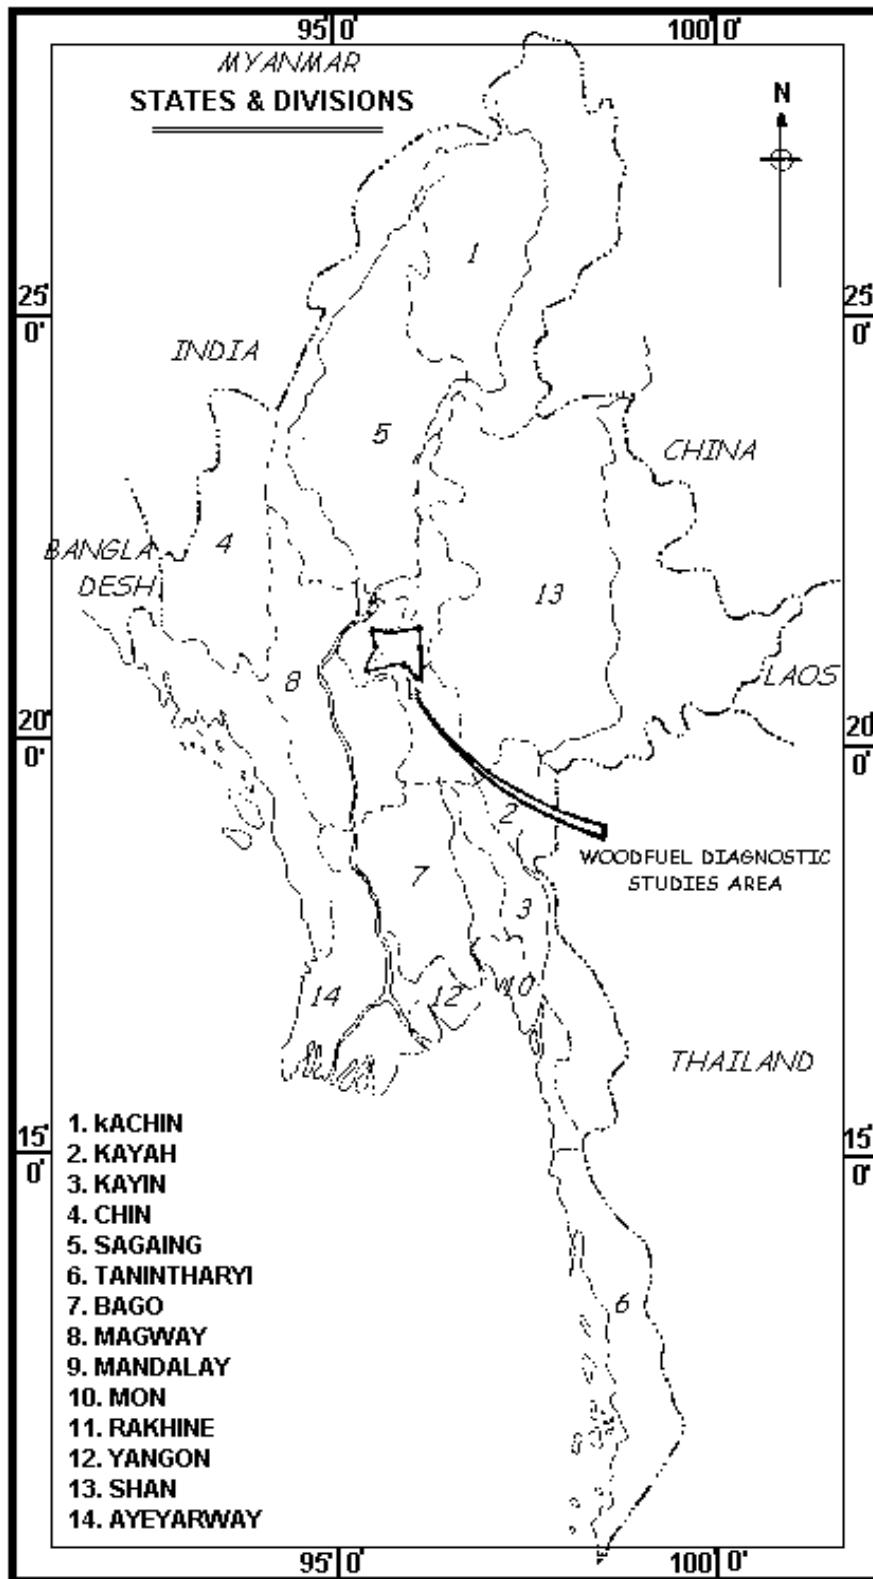 95 0'
100 0'
MYANMAR
STATES & DIVISIONS
N
25'
0'
25'
0'
1
INDIA
5
CHINA
4
BANGLA
DESH
13
8
LAOS
20'
0'
20'
0'
2
WOODFUEL DIAGNOSTIC
STUDIES AREA
7
3
14
12
10
THAILAND
15'
0'
15'
0'
1. kACHIN
2. KAYAH
3. KAYIN
4. CHIN
5. SAGAING
6. TANINTHARYI
7. BAGO
8. MAGWAY
9. MANDALAY
10. MON
11. RAKHINE
12. YANGON
13. SHAN
14. AYEYARWAY
6
95 0'
100 0'